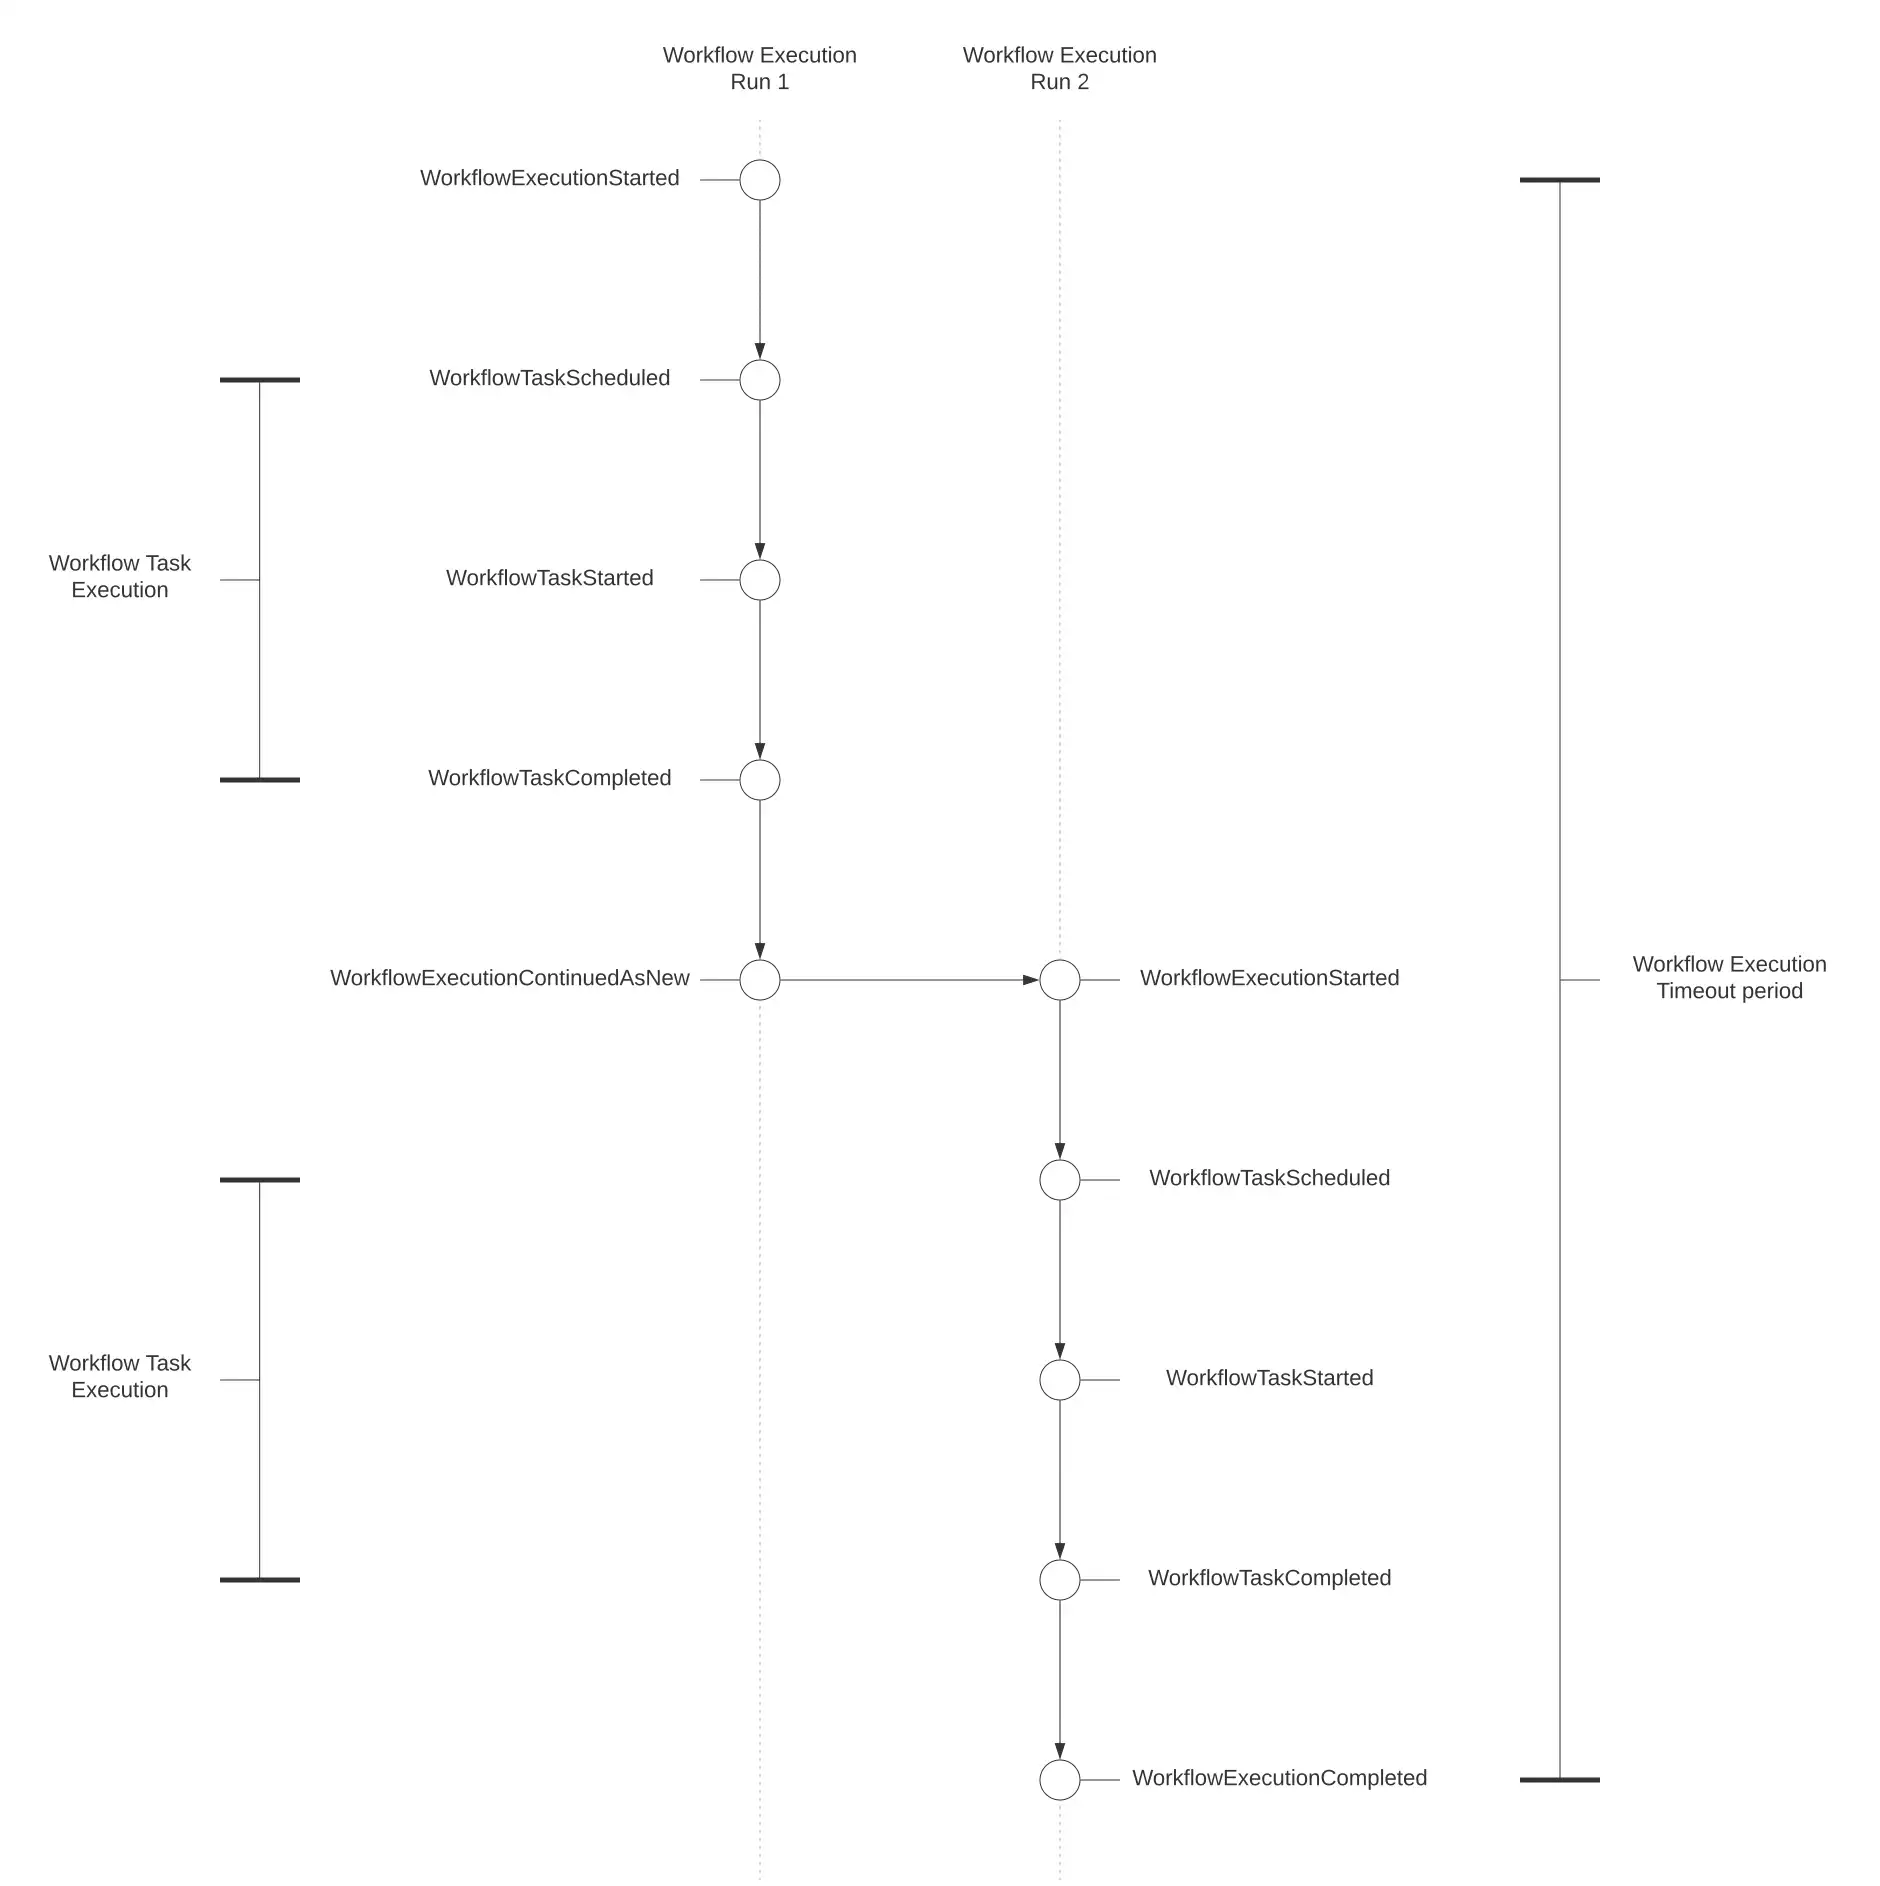 Workflow Execution
Run 1
Workflow Execution
Run 2
WorkflowExecutionStarted
WorkflowTaskScheduled
Workflow Task
Execution
WorkflowTaskStarted
WorkflowTaskCompleted
WorkflowExecutionContinuedAsNew
WorkflowExecutionStarted
Workflow Execution
Timeout period
WorkflowTaskScheduled
Workflow Task
Execution
WorkflowTaskStarted
WorkflowTaskCompleted
WorkflowExecutionCompleted